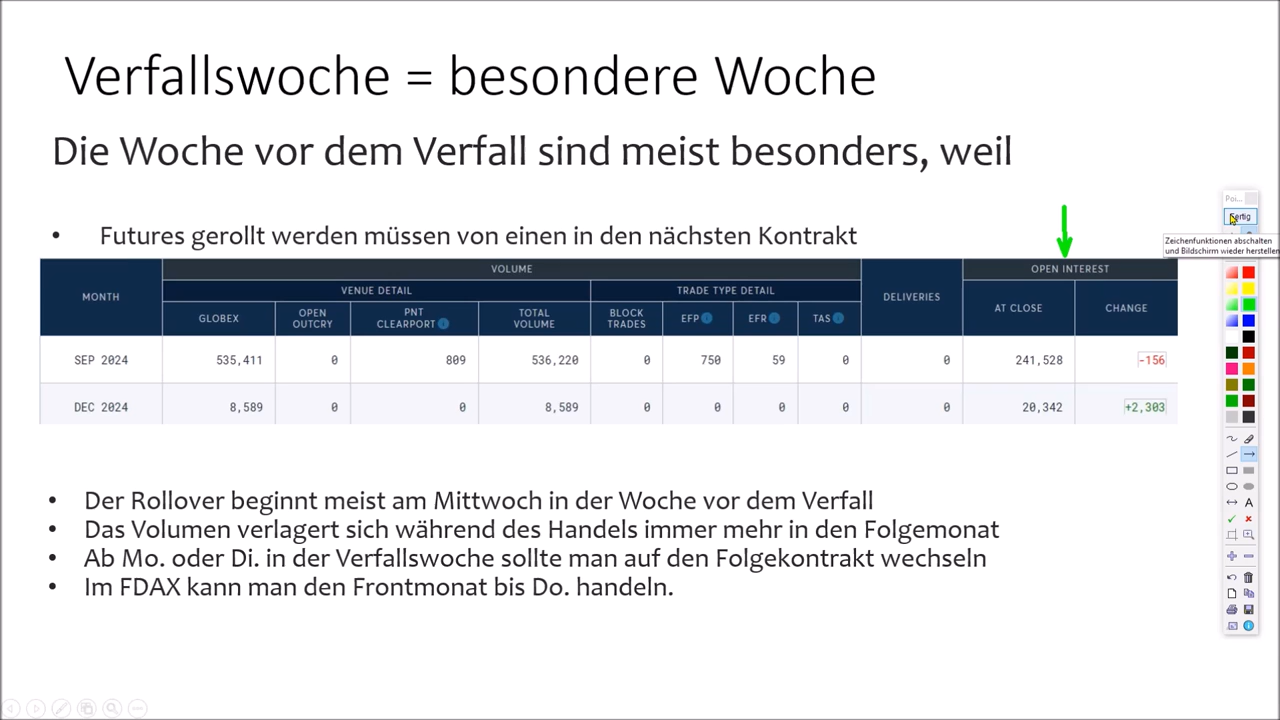 Verfallswoche = besondere Woche
Die Woche vor dem Verfall sind meist besonders, weil
• Futures gerollt werden müssen von einen in den nächsten Kontrakt
MONTH VOLUME DELIVERIES OPEN INTEREST
VENUE DETAIL TRADE TYPE DETAIL AT CLOSE CHANGE
GLOBEX OPEN OUTCRY PNT CLEARPORT TOTAL VOLUME BLOCK TRADES EFP EFR TAS
SEP 2024 535,411 0 809 536,220 0 750 59 0 0 241,528 -156
DEC 2024 8,589 0 0 8,589 0 0 0 0 0 20,342 +2,303
• Der Rollover beginnt meist am Mittwoch in der Woche vor dem Verfall
• Das Volumen verlagert sich während des Handels immer mehr in den Folgemonat
• Ab Mo. oder Di. in der Verfallswoche sollte man auf den Folgekontrakt wechseln
• Im FDAX kann man den Frontmonat bis Do. handeln.
Poi...
Fertig
Zeichenfunktionen abschalten
und Bildschirm wieder herstellen
A